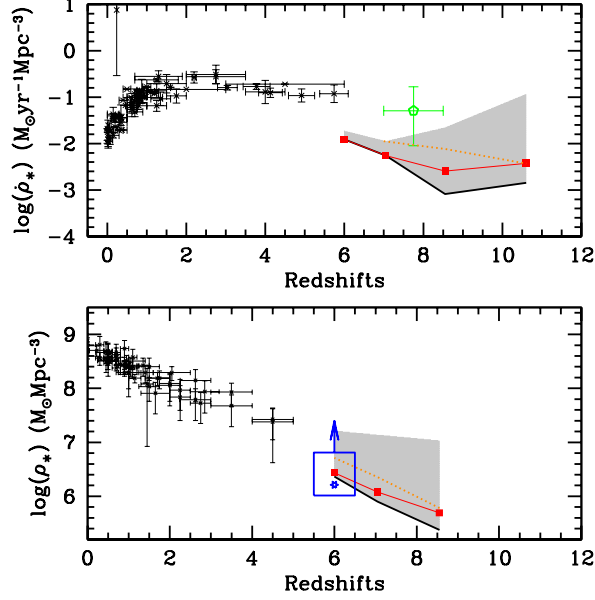 1
0
-1
-2
-3
-4
log(ρ̇*) (M⊙yr⁻¹Mpc⁻³)
0 2 4 6 8 10 12
Redshifts
9
8
7
6
log(ρ*) (M⊙Mpc⁻³)
0 2 4 6 8 10 12
Redshifts